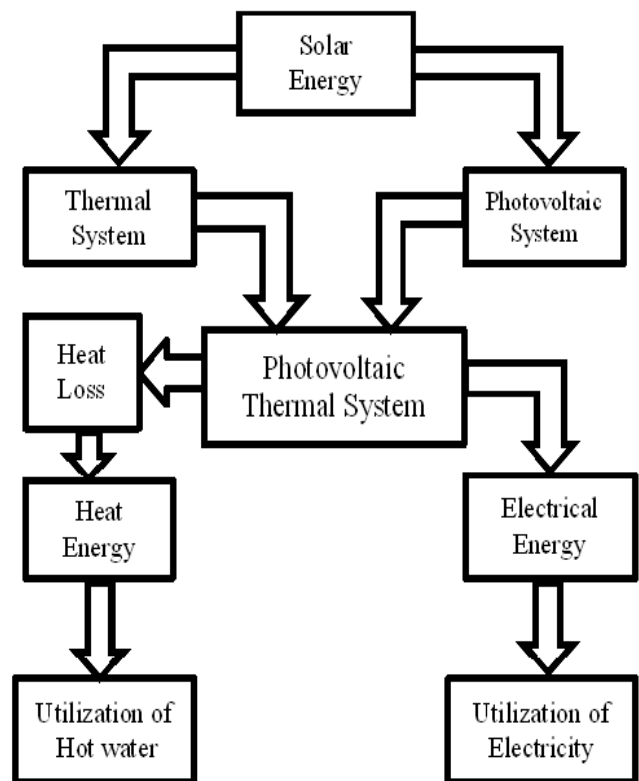 Solar
Energy
Thermal
System
Photovoltaic
System
Heat
Loss
Photovoltaic
Thermal System
Heat
Energy
Electrical
Energy
Utilization of
Hot water
Utilization of
Electricity